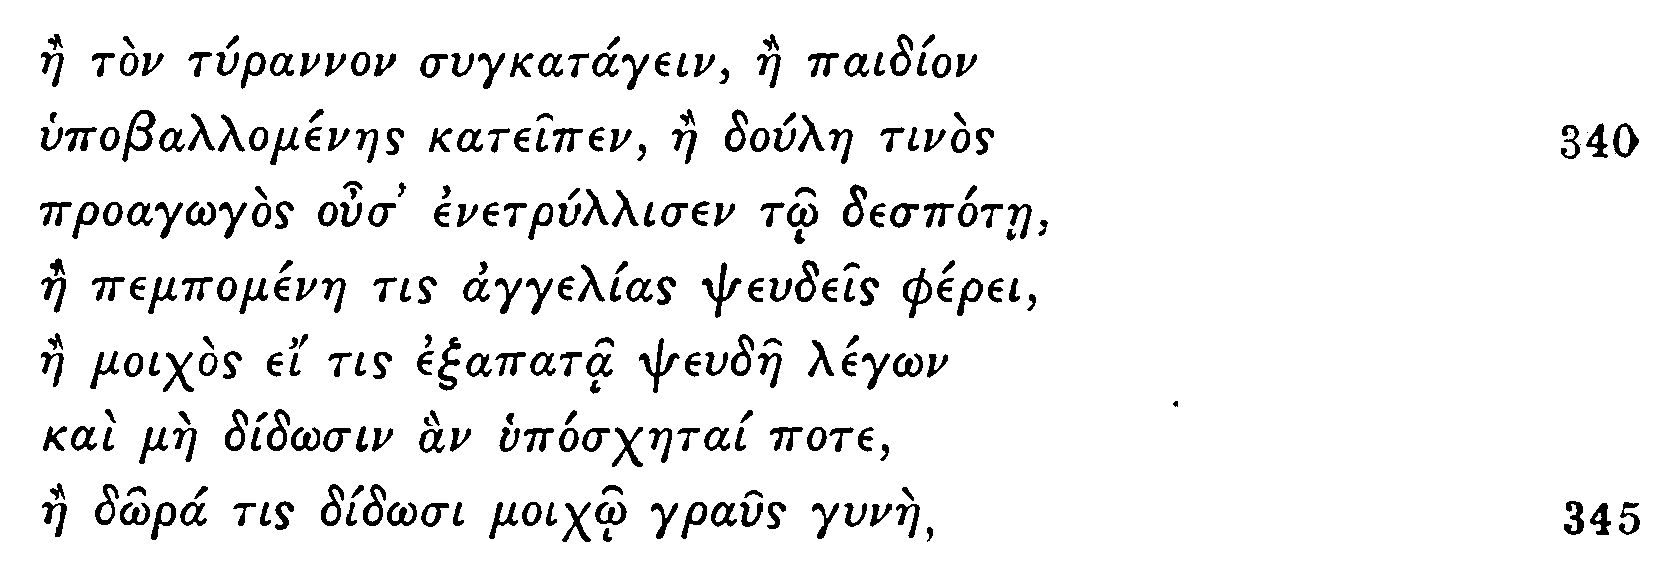 ἢ τὸν τύραννον συγκατάγειν, ἢ παιδίον
ὑποβαλλομένης κατεῖπεν, ἢ δούλη τινὸς 340
προαγωγὸς οὖσ’ ἐνετρύλλισεν τῷ δεσπότῃ,
ἢ πεμπομένη τις ἀγγελίας ψευδεῖς φέρει,
ἢ μοιχὸς εἴ τις ἐξαπατᾷ ψευδῆ λέγων
καὶ μὴ δίδωσιν ἃν ὑπόσχηταί ποτε,
ἢ δῶρά τις δίδωσι μοιχῷ γραῦς γυνὴ, 345